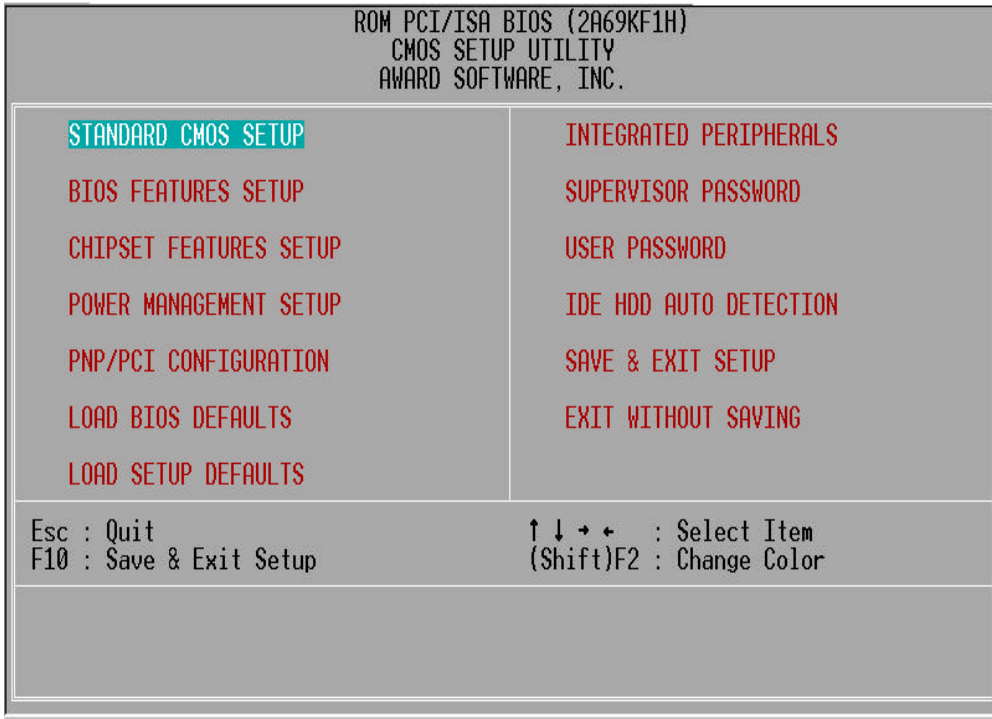 ROM PCI/ISA BIOS (2A69KF1H)
CMOS SETUP UTILITY
AWARD SOFTWARE, INC.
STANDARD CMOS SETUP
BIOS FEATURES SETUP
CHIPSET FEATURES SETUP
POWER MANAGEMENT SETUP
PNP/PCI CONFIGURATION
LOAD BIOS DEFAULTS
LOAD SETUP DEFAULTS
INTEGRATED PERIPHERALS
SUPERVISOR PASSWORD
USER PASSWORD
IDE HDD AUTO DETECTION
SAVE & EXIT SETUP
EXIT WITHOUT SAVING
Esc : Quit
F10 : Save & Exit Setup
↑ ↓ → ← : Select Item
(Shift)F2 : Change Color